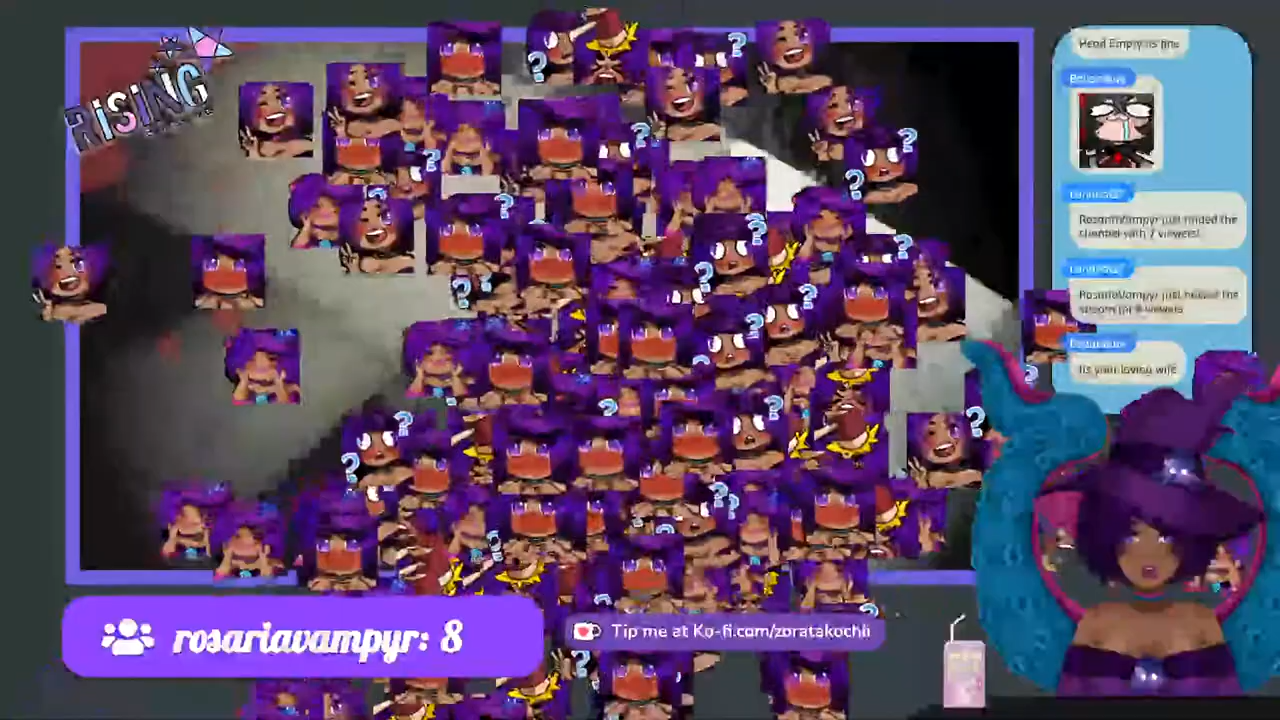 RISING
Head Empty is fine
RosariaVampyr just raided the
channel with 7 viewers!
RosariaVampyr just raided the
stream for 8 viewers
its your loving wife
rosariavampyr: 8
Tip me at Ko-fi.com/zoratakochii